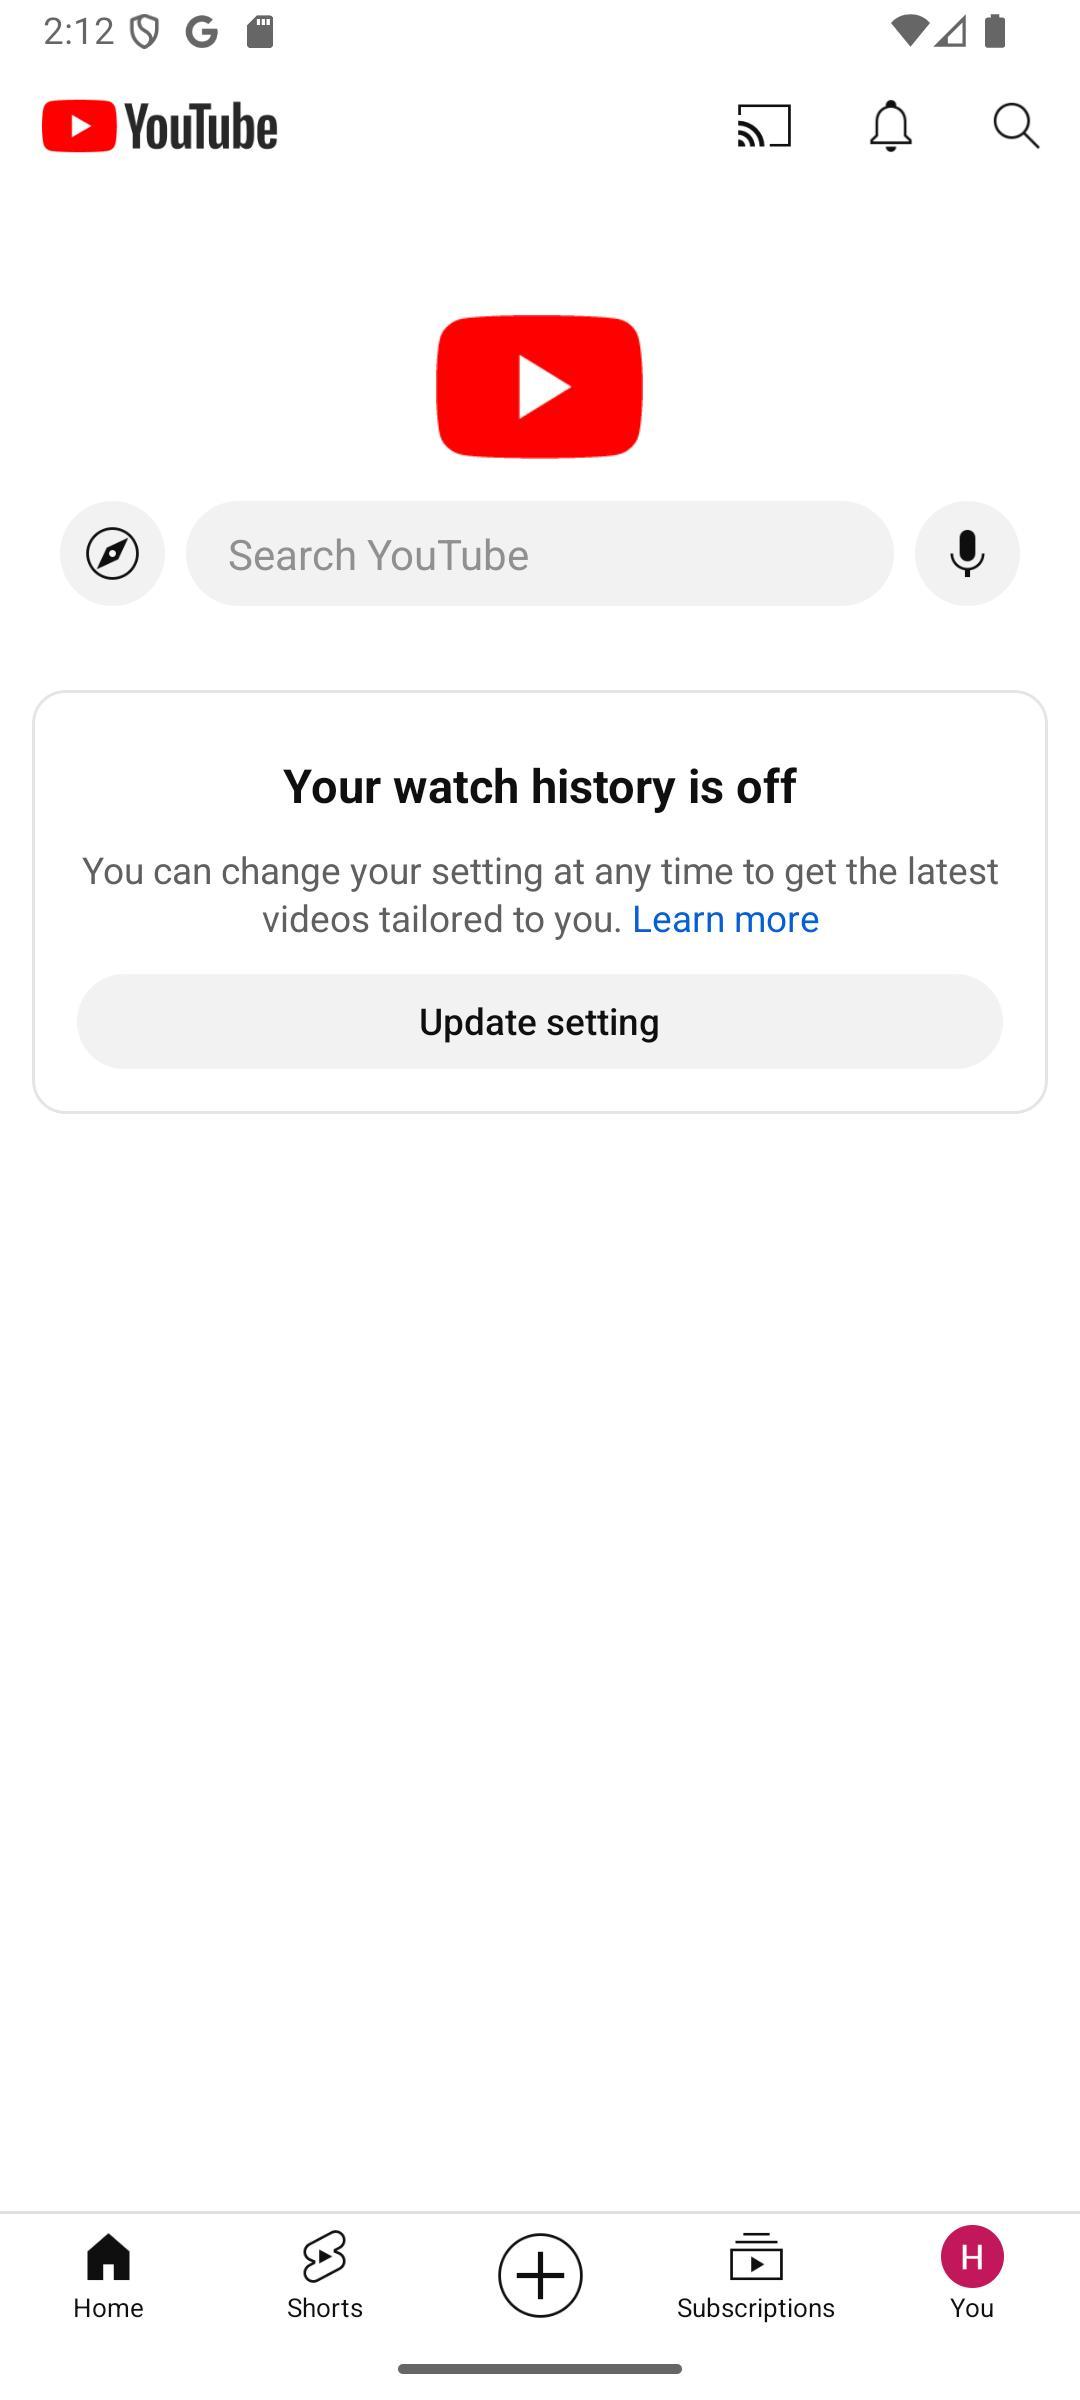 2:12
YouTube
Search YouTube
Your watch history is off
You can change your setting at any time to get the latest
videos tailored to you. Learn more
Update setting
Home
Shorts
Subscriptions
H
You